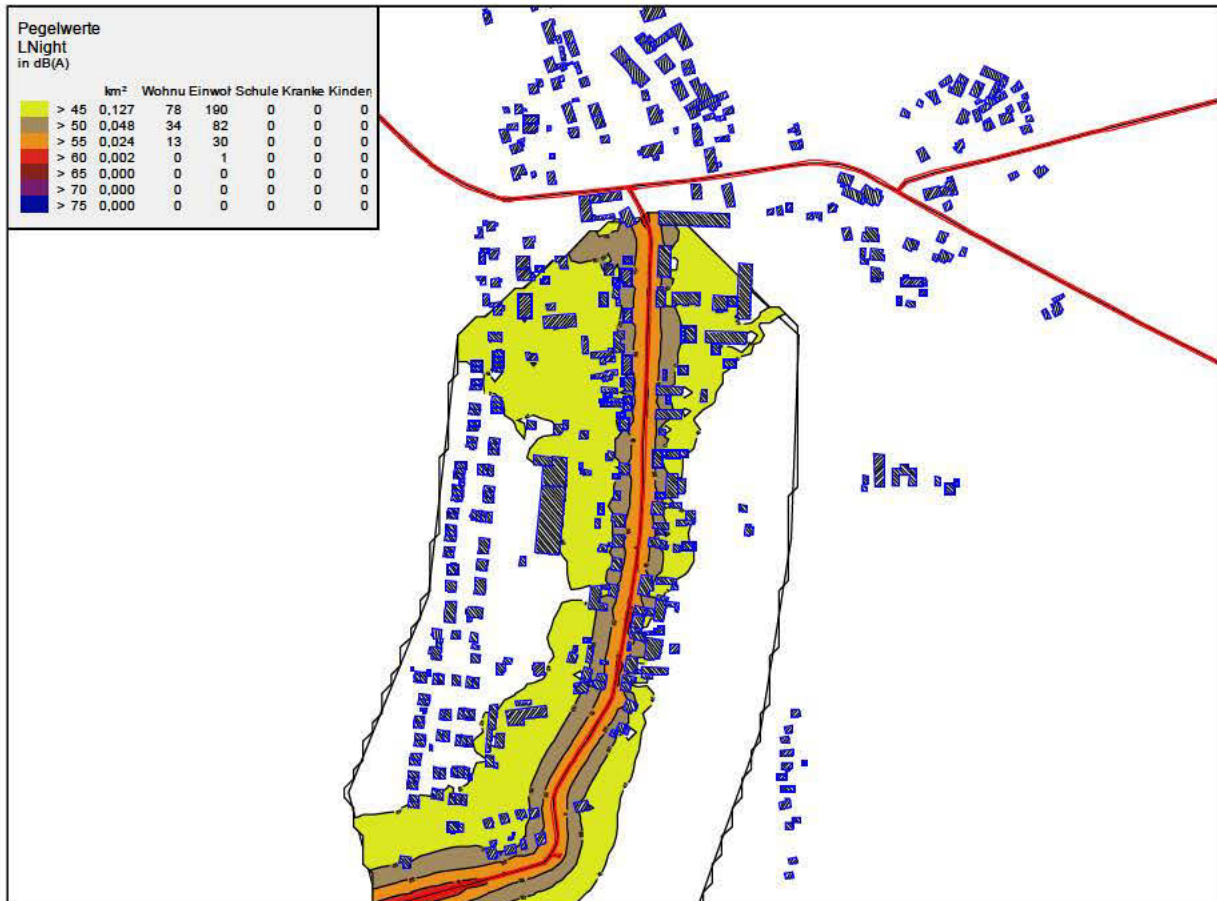 Pegelwerte
LNight
in dB(A)
km² Wohnu Einwoh Schule Kranke Kinder
> 45 0,127 78 190 0 0 0
> 50 0,048 34 82 0 0 0
> 55 0,024 13 30 0 0 0
> 60 0,002 0 1 0 0 0
> 65 0,000 0 0 0 0 0
> 70 0,000 0 0 0 0 0
> 75 0,000 0 0 0 0 0